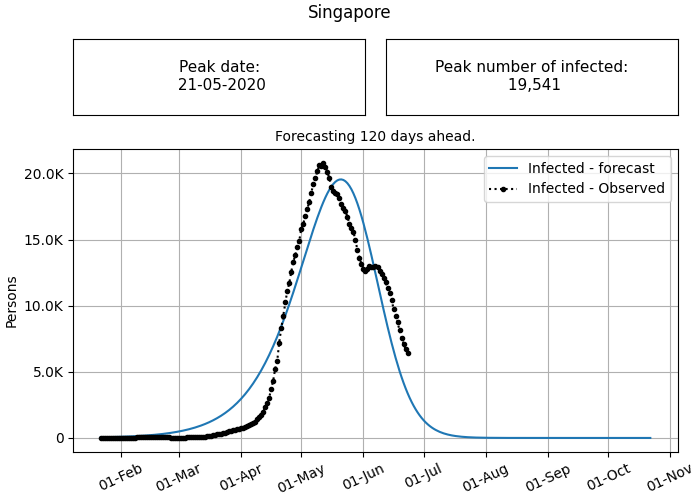 Singapore
Peak date:
21-05-2020
Peak number of infected:
19,541
Forecasting 120 days ahead.
Infected - forecast
Infected - Observed
20.0K
15.0K
10.0K
5.0K
0
Persons
01-Feb
01-Mar
01-Apr
01-May
01-Jun
01-Jul
01-Aug
01-Sep
01-Oct
01-Nov